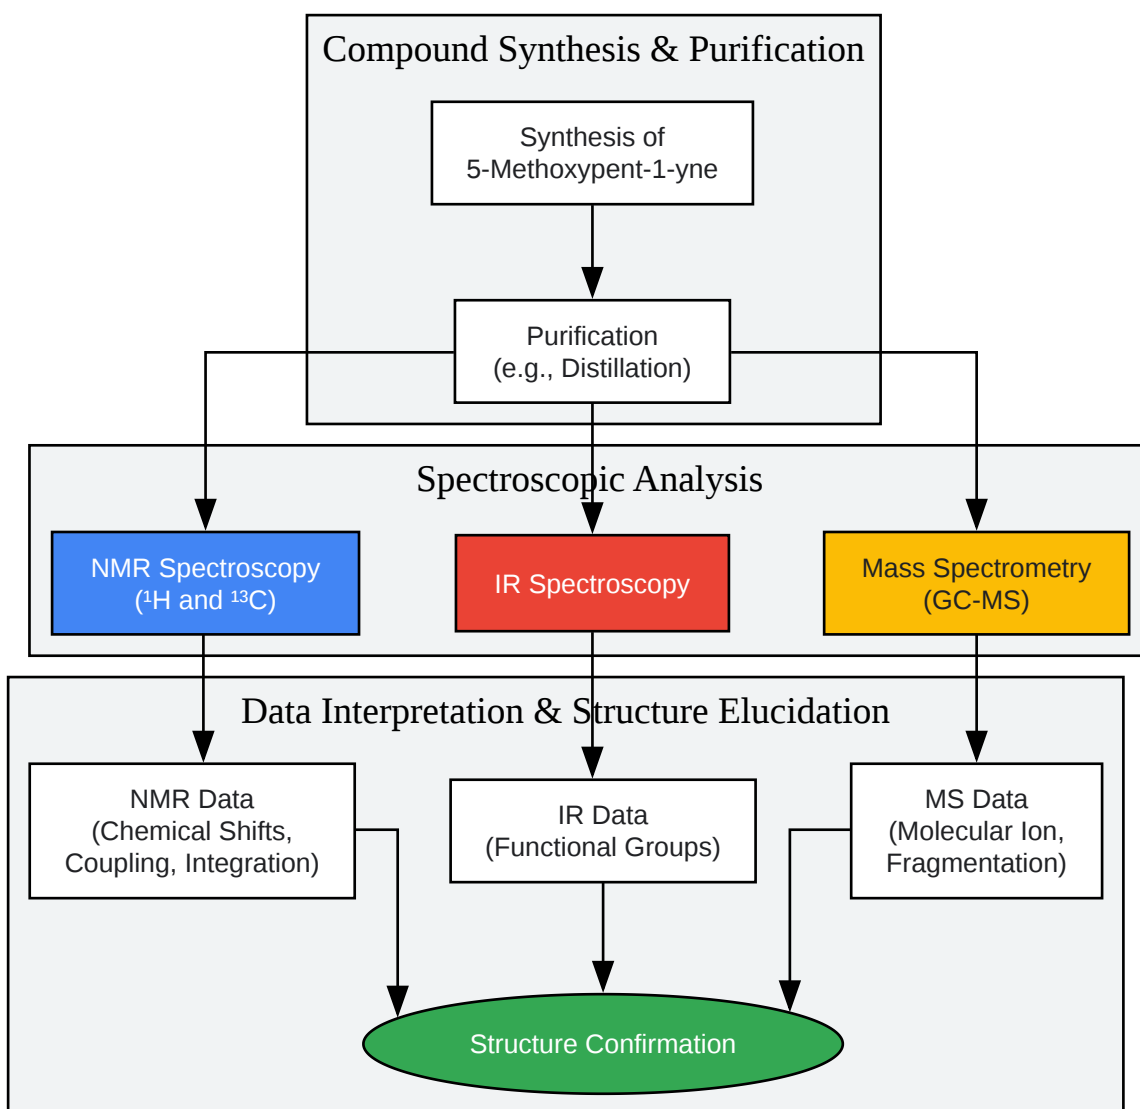 Compound Synthesis & Purification
Synthesis of
5-Methoxypent-1-yne
Purification
(e.g., Distillation)
Spectroscopic Analysis
NMR Spectroscopy
(¹H and ¹³C)
IR Spectroscopy
Mass Spectrometry
(GC-MS)
Data Interpretation & Structure Elucidation
NMR Data
(Chemical Shifts,
Coupling, Integration)
IR Data
(Functional Groups)
MS Data
(Molecular Ion,
Fragmentation)
Structure Confirmation